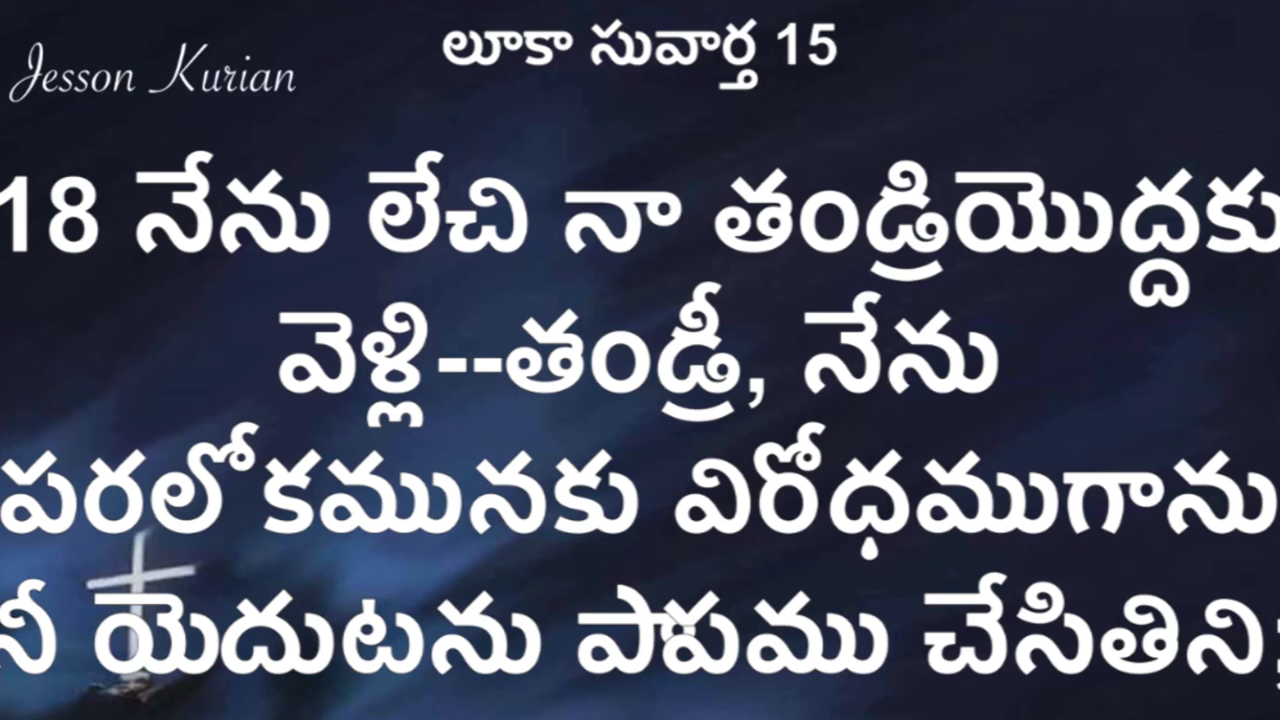 Jesson Kurian
లూకా సువార్త 15
18 నేను లేచి నా తండ్రియొద్దకు
వెళ్లి--తండ్రీ, నేను
పరలోకమునకు విరోధముగాను
నీ యెదుటను పాపము చేసితిని;